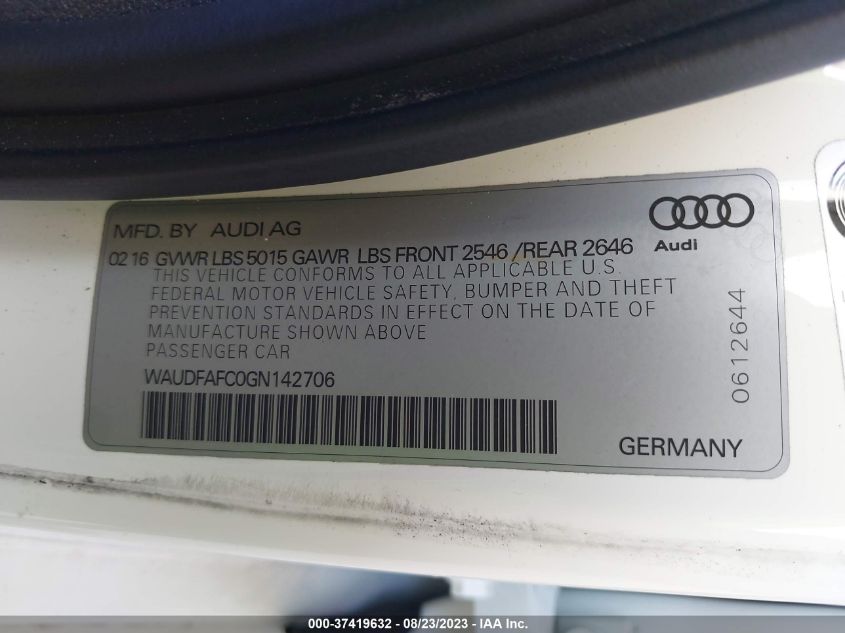 MFD. BY AUDI AG
02 16 GVWR LBS 5015 GAWR LBS FRONT 2546 /REAR 2646
Audi
THIS VEHICLE CONFORMS TO ALL APPLICABLE U.S.
FEDERAL MOTOR VEHICLE SAFETY, BUMPER AND THEFT
PREVENTION STANDARDS IN EFFECT ON THE DATE OF
MANUFACTURE SHOWN ABOVE
PASSENGER CAR
WAUDFAFC0GN142706
0612644
GERMANY
000-37419632 - 08/23/2023 - IAA Inc.